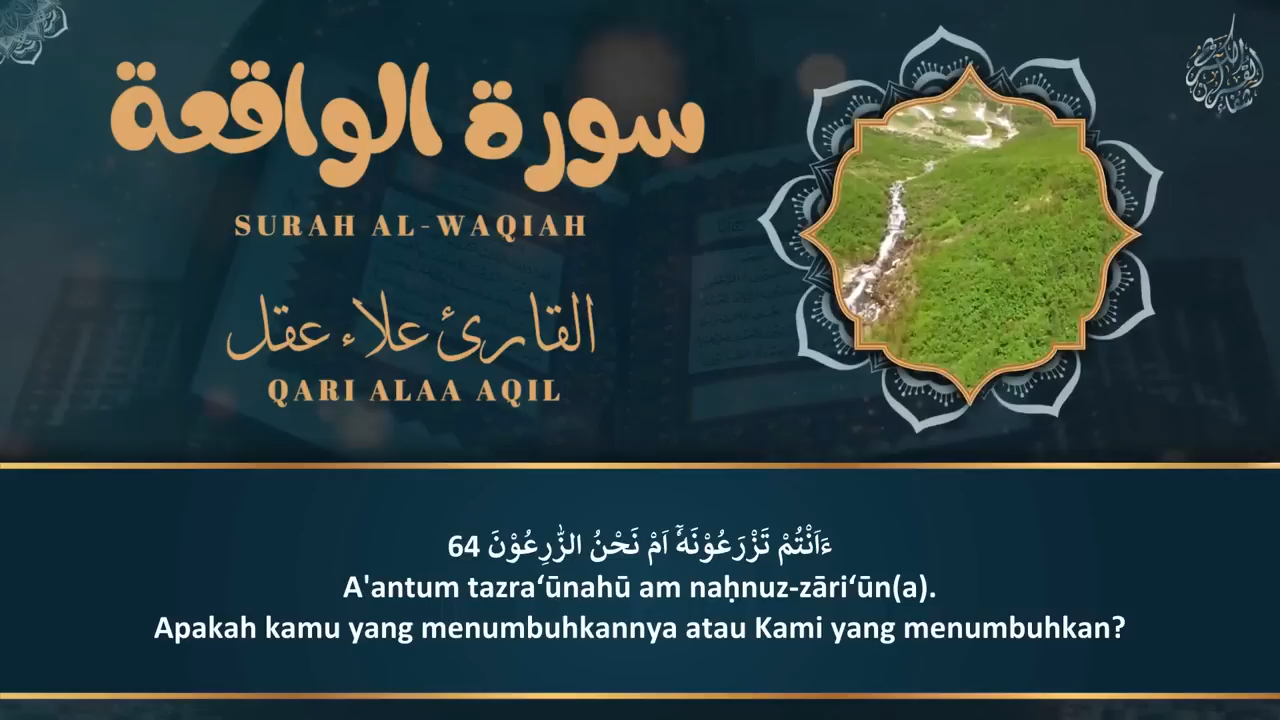 سورة الواقعة
SURAH AL-WAQIAH
القارئ علاء عقل
QARI ALAA AQIL
ءَاَنْتُمْ تَزْرَعُوْنَهٗٓ اَمْ نَحْنُ الزّٰرِعُوْنَ 64
A'antum tazra‘ūnahū am naḥnuz-zāri‘ūn(a).
Apakah kamu yang menumbuhkannya atau Kami yang menumbuhkan?